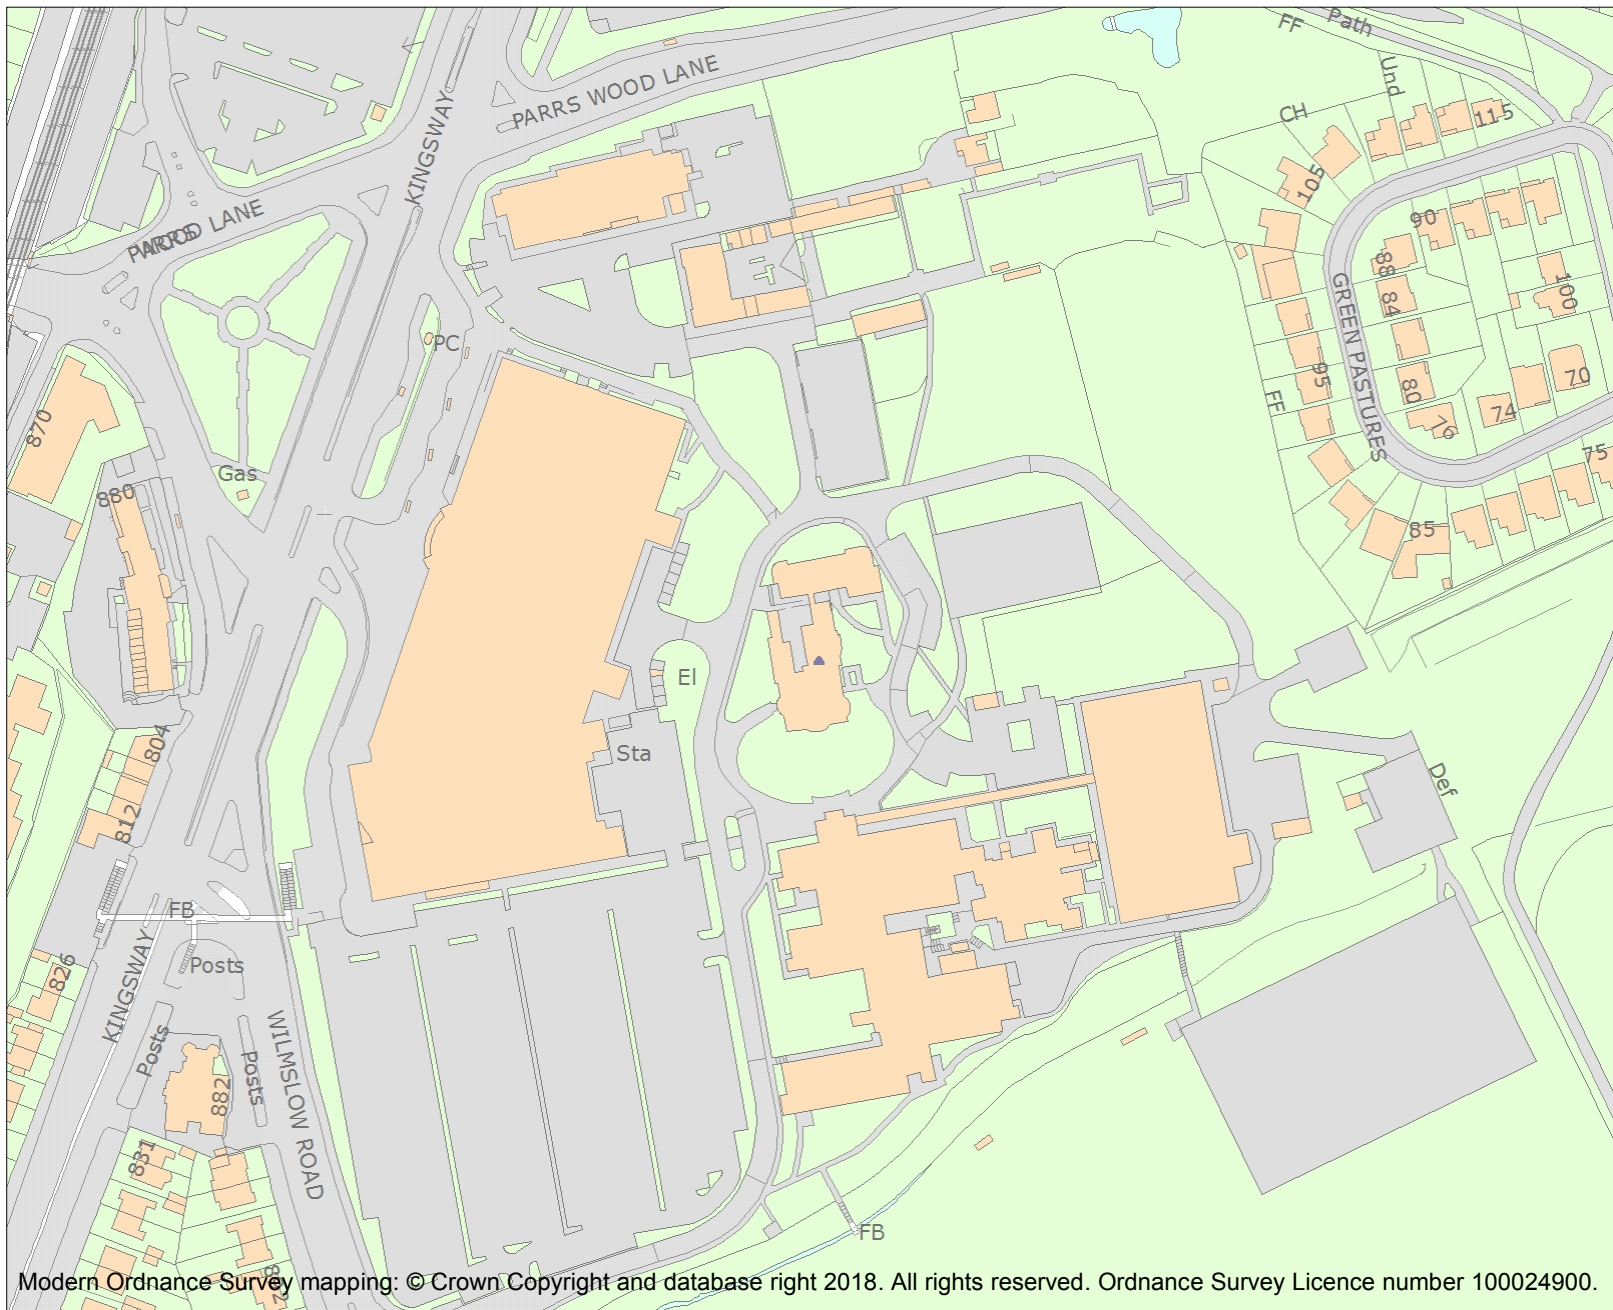 FF
Path
Und
PARRS WOOD LANE
KINGSWAY
CH
115
105
PARRS
WOOD LANE
90
88
84
100
GREEN PASTURES
PC
95
FF
80
76
74
70
870
Gas
75
880
85
El
804
Sta
Def
812
FB
KINGSWAY
826
Posts
WILMSLOW ROAD
Posts
Posts
882
831
FB
Modern Ordnance Survey mapping: © Crown Copyright and database right 2018. All rights reserved. Ordnance Survey Licence number 100024900.